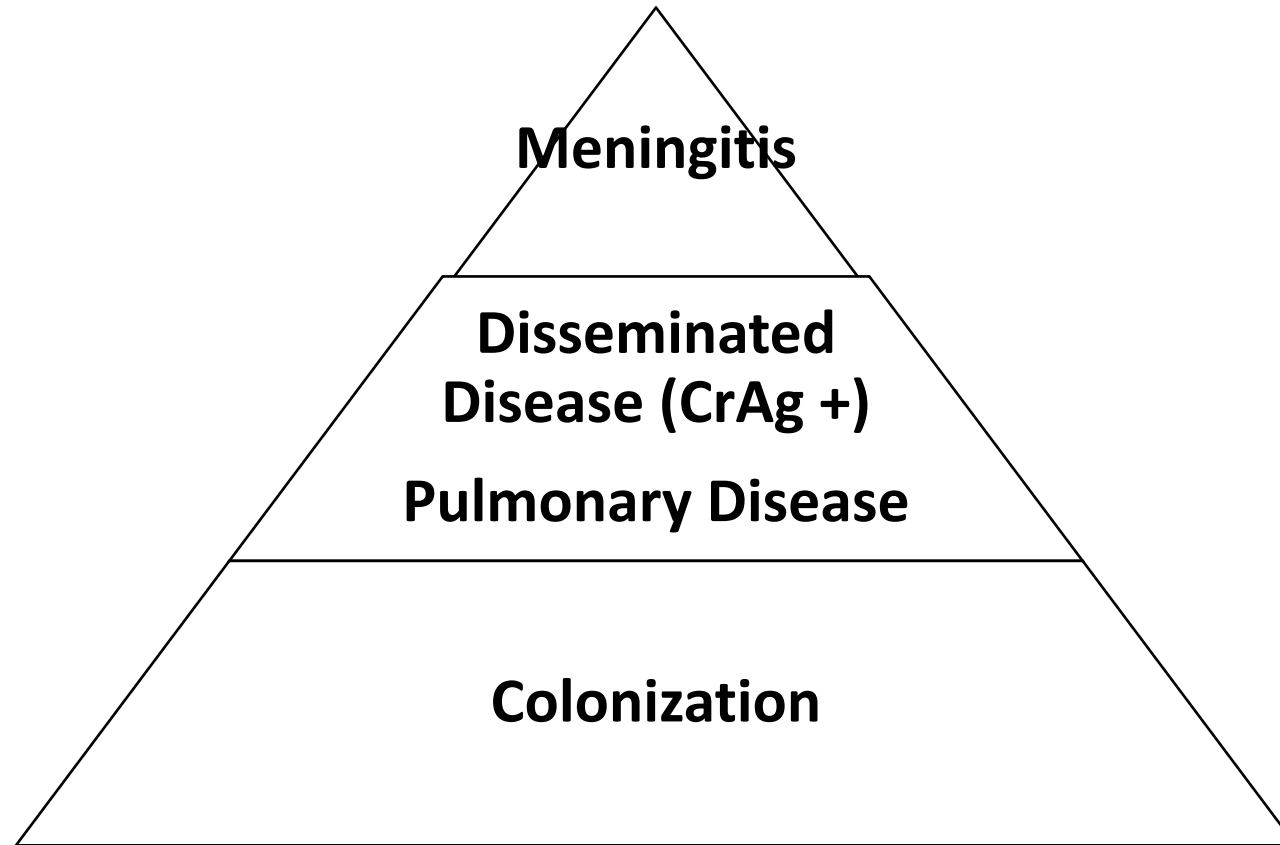 Meningitis
Disseminated
Disease (CrAg +)
Pulmonary Disease
Colonization